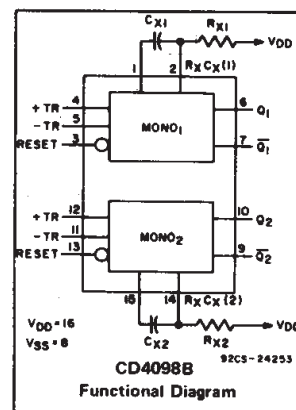 CX1
RX1
VDD
1
2
RXCX(1)
+TR
4
-TR
5
RESET
3
MONO1
6
Q1
7
Q1
+TR
12
-TR
11
RESET
13
MONO2
10
Q2
9
Q2
15
14
RXCX(2)
VDD=16
VSS=8
CX2
RX2
VDD
92CS-24253
CD4098B
Functional Diagram